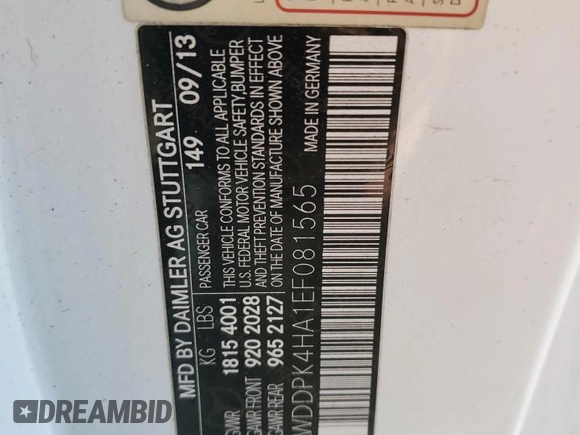 MFD BY DAIMLER AG STUTTGART
149 09/13
KG LBS PASSENGER CAR
GVWR 1815 4001
GAWR FRONT 920 2028
GAWR REAR 965 2127
THIS VEHICLE CONFORMS TO ALL APPLICABLE
U.S. FEDERAL MOTOR VEHICLE SAFETY, BUMPER
AND THEFT PREVENTION STANDARDS IN EFFECT
ON THE DATE OF MANUFACTURE SHOWN ABOVE
WDDPK4HA1EF081565
MADE IN GERMANY
DREAMBID